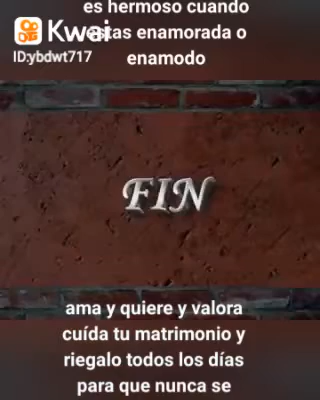 es hermoso cuando
Kwai
estas enamorada o
ID:ybdwt717
enamodo
FIN
ama y quiere y valora
cuída tu matrimonio y
riegalo todos los días
para que nunca se